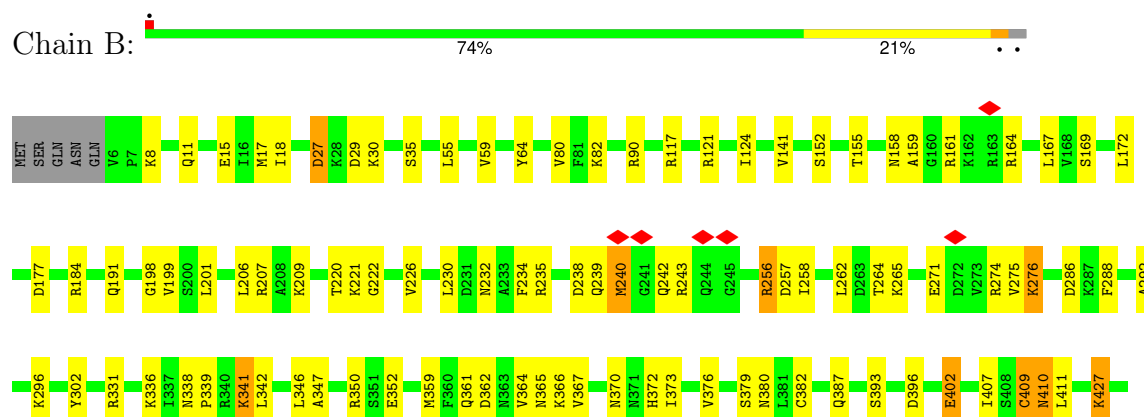 Chain B:
74% 21%
MET SER GLN ASN GLN V6 P7 K8 Q11 E15 I16 M17 I18 D27 K28 D29 K30 S35 L55 V59 Y64 V80 F81 K82 R90 R117 R121 I124 V141 S152 T155 N158 A159 G160 R161 K162 R163 R164 L167 V168 S169 L172
D177 R184 Q191 G198 V199 S200 L201 L206 R207 A208 K209 T220 K221 G222 V226 L230 D231 N232 A233 F234 R235 D238 Q239 M240 G241 Q242 R243 Q244 G245 R256 D257 I258 L262 D263 T264 K265 E271 D272 V273 R274 V275 K276 D286 K287 F288
K296 Y302 R331 K336 I337 N338 P339 R340 K341 L342 L346 A347 R350 S351 E352 M359 F360 Q361 D362 N363 V364 N365 K366 V367 N370 N371 H372 I373 V376 S379 N380 L381 C382 Q387 S393 D396 E402 I407 S408 C409 N410 L411 K427